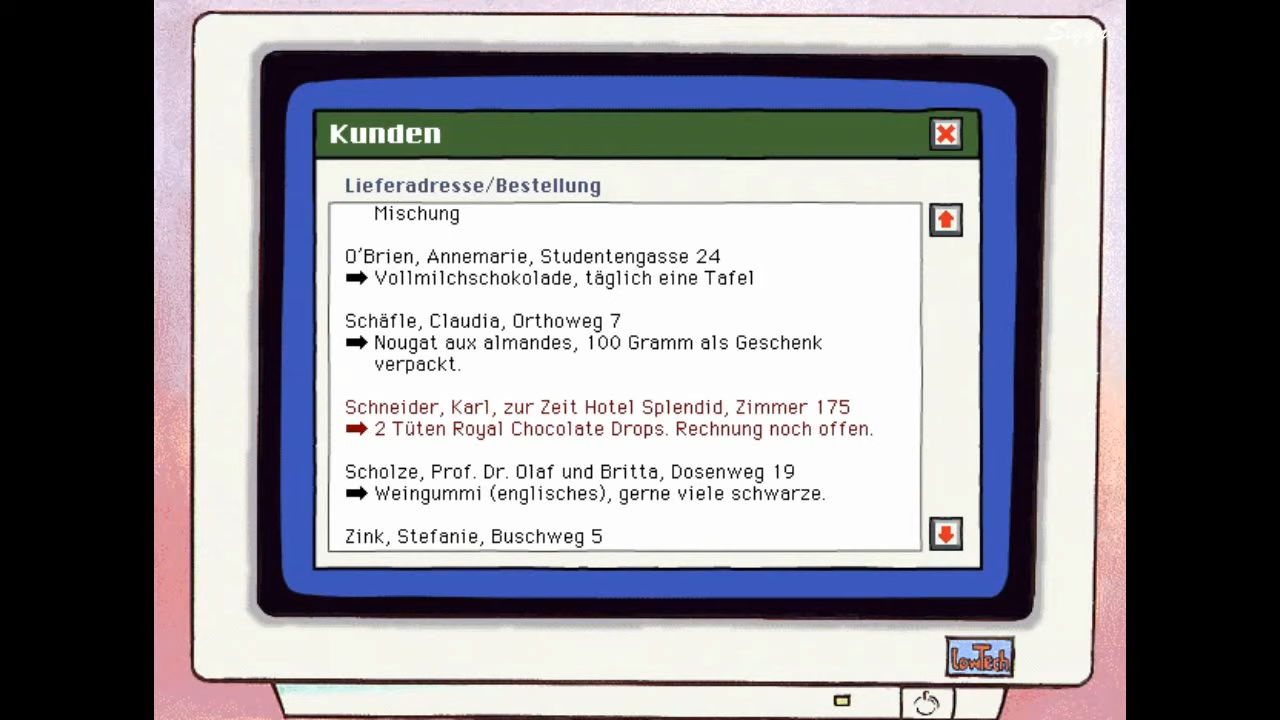 Kunden
Lieferadresse/Bestellung
Mischung
O'Brien, Annemarie, Studentengasse 24
➡ Vollmilchschokolade, täglich eine Tafel
Schäfle, Claudia, Orthoweg 7
➡ Nougat aux almandes, 100 Gramm als Geschenk
verpackt.
Schneider, Karl, zur Zeit Hotel Splendid, Zimmer 175
➡ 2 Tüten Royal Chocolate Drops. Rechnung noch offen.
Scholze, Prof. Dr. Olaf und Britta, Dosenweg 19
➡ Weingummi (englisches), gerne viele schwarze.
Zink, Stefanie, Buschweg 5
LowTech